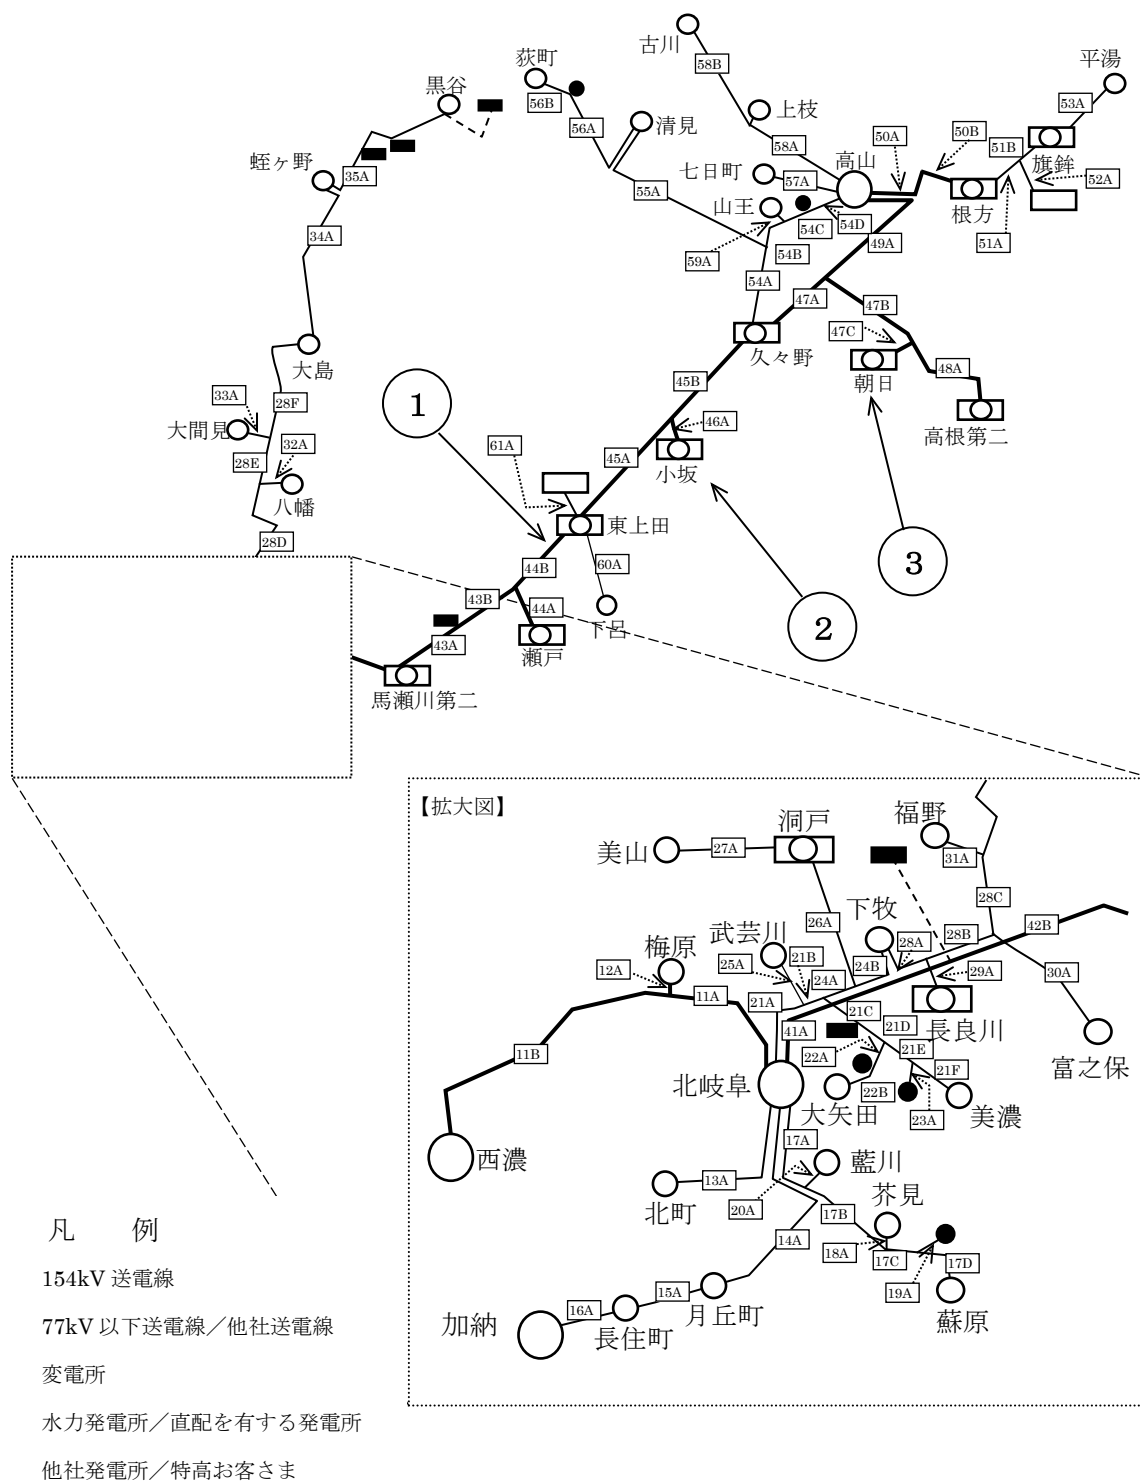 古川
荻町
58B
平湯
黒谷
56B
53A
56A
清見
上枝
50A
50B
58A
51B
旗鉾
蛭ヶ野
高山
35A
七日町
57A
52A
55A
山王
根方
54C
54D
34A
49A
51A
59A
54B
54A
47A
47B
47C
久々野
大島
朝日
48A
45B
33A
28F
1
高根第二
大間見
46A
32A
61A
45A
28E
小坂
八幡
東上田
28D
3
44B
60A
43B
44A
下呂
2
43A
瀬戸
馬瀬川第二
【拡大図】
福野
洞戸
美山
27A
31A
28C
下牧
26A
42B
武芸川
28B
梅原
28A
21B
25A
24B
12A
24A
29A
30A
11A
21A
21C
長良川
41A
21D
11B
22A
21E
富之保
北岐阜
21F
22B
大矢田
23A
美濃
17A
西濃
藍川
13A
芥見
北町
20A
17B
14A
18A
17C
17D
19A
15A
16A
月丘町
蘇原
加納
長住町
凡 例
154kV 送電線
77kV 以下送電線／他社送電線
変電所
水力発電所／直配を有する発電所
他社発電所／特高お客さま